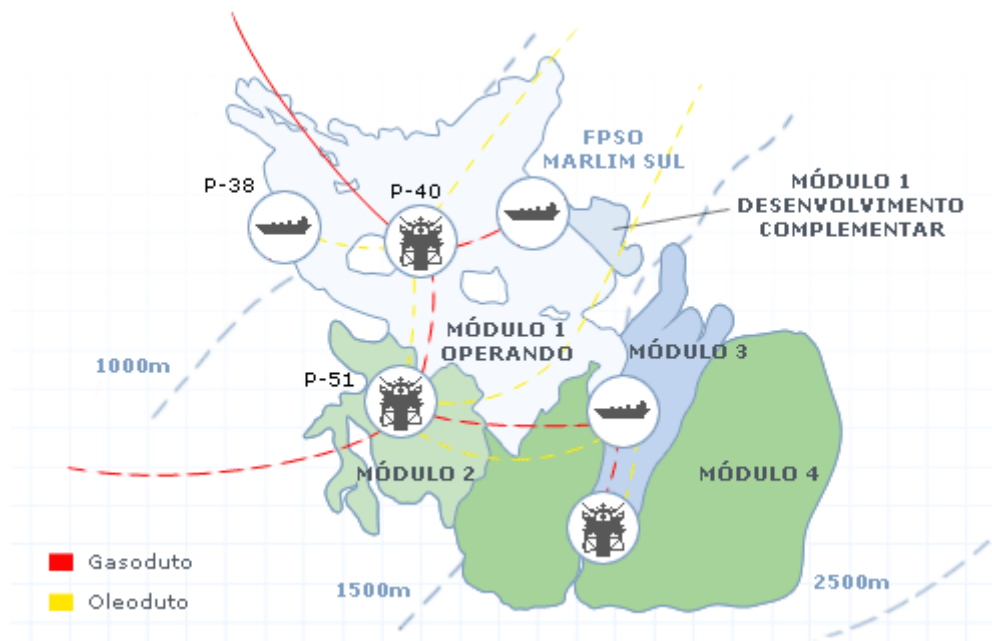 FPSO
MARLIM SUL
P-38
P-40
MÓDULO 1
DESENVOLVIMENTO
COMPLEMENTAR
MÓDULO 1
OPERANDO
MÓDULO 3
1000m
P-51
MÓDULO 2
MÓDULO 4
Gasoduto
1500m
2500m
Oleoduto